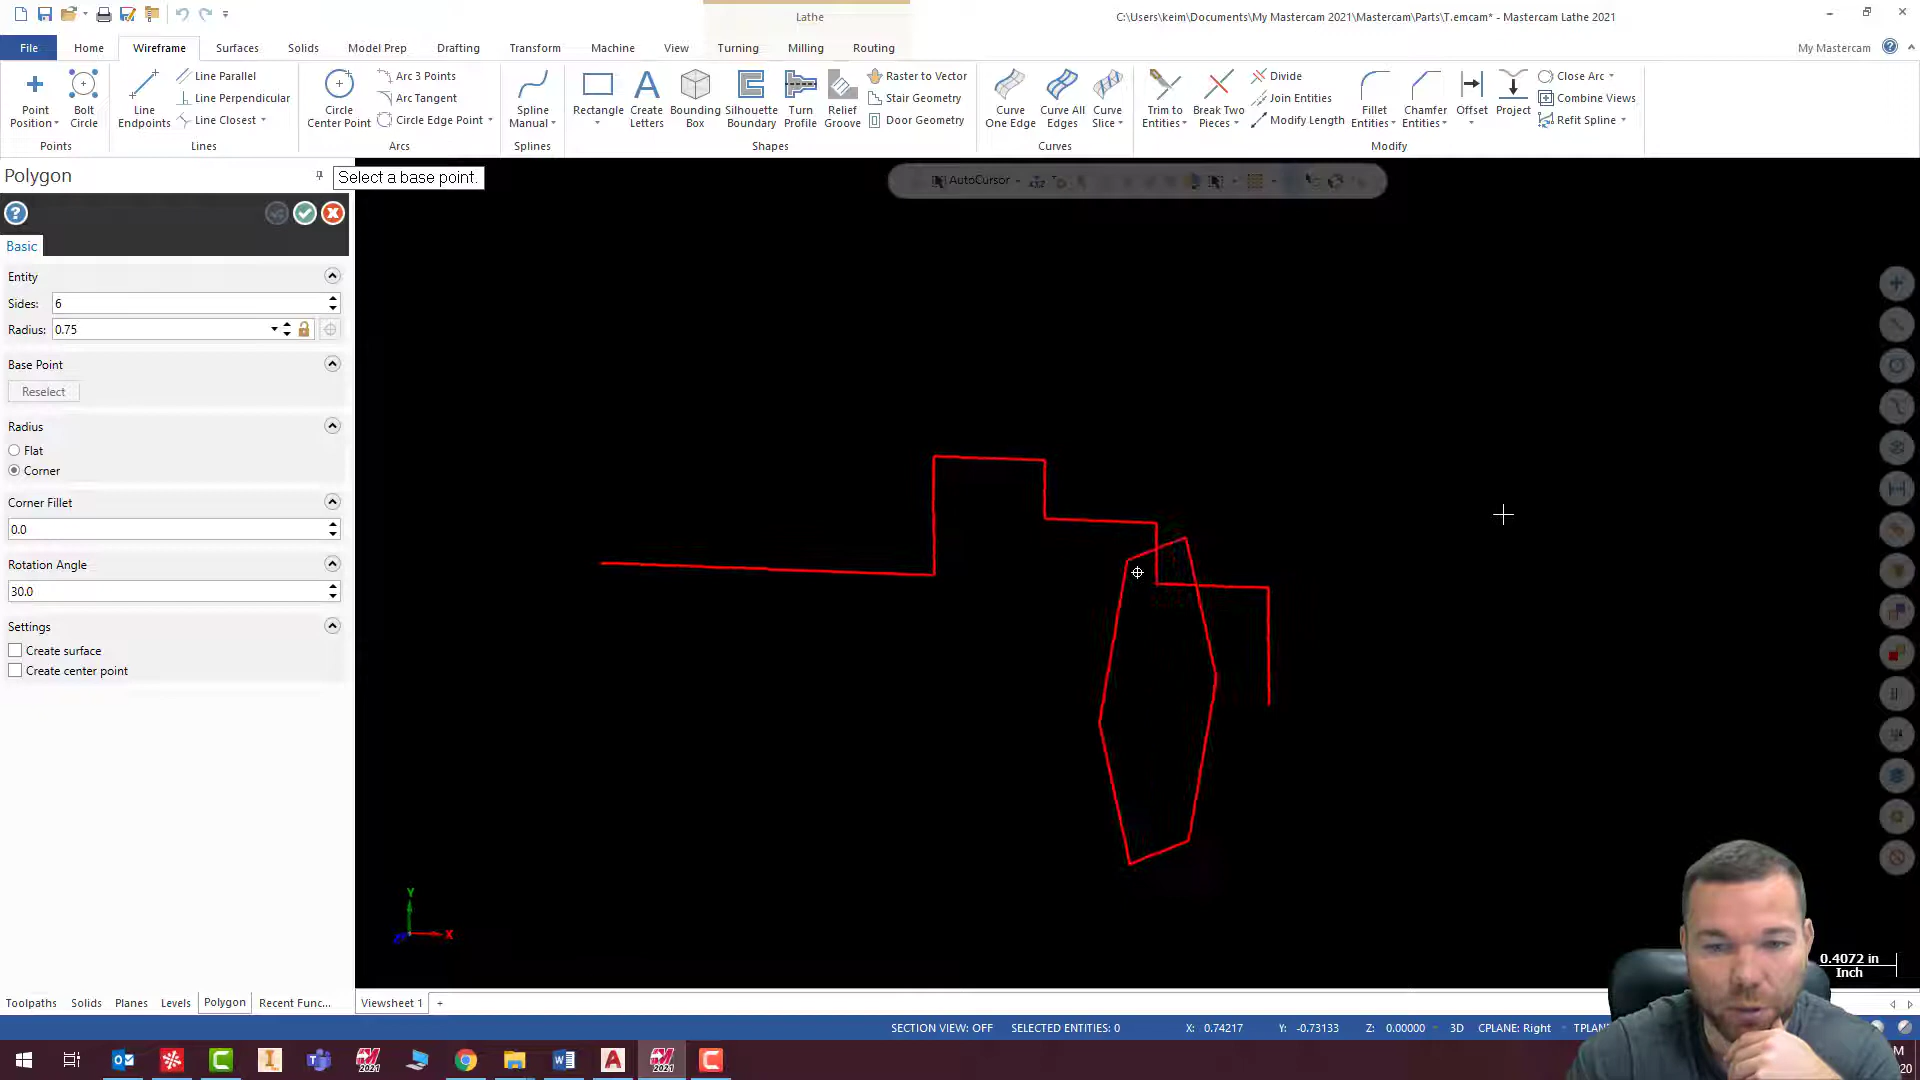 Lathe
C:\Users\keim\Documents\My Mastercam 2021\Mastercam\Parts\T.emcam* - Mastercam Lathe 2021
File Home Wireframe Surfaces Solids Model Prep Drafting Transform Machine View Turning Milling Routing My Mastercam
Point Position
Bolt Circle
Points
Line Endpoints
Line Parallel
Line Perpendicular
Line Closest
Lines
Circle Center Point
Arc 3 Points
Arc Tangent
Circle Edge Point
Arcs
Spline Manual
Splines
Rectangle
Create Letters
Bounding Box
Silhouette Boundary
Turn Profile
Relief Groove
Raster to Vector
Stair Geometry
Door Geometry
Shapes
Curve One Edge
Curve All Edges
Curve Slice
Curves
Trim to Entities
Break Two Pieces
Divide
Join Entities
Modify Length
Fillet Entities
Chamfer Entities
Offset
Project
Close Arc
Combine Views
Refit Spline
Modify
Polygon
Select a base point.
AutoCursor
Basic
Entity
Sides: 6
Radius: 0.75
Base Point
Reselect
Radius
Flat
Corner
Corner Fillet
0.0
Rotation Angle
30.0
Settings
Create surface
Create center point
Y
X
0.4072 in
Inch
Toolpaths Solids Planes Levels Polygon Recent Func... Viewsheet 1 +
SECTION VIEW: OFF SELECTED ENTITIES: 0 X: 0.74217 Y: -0.73133 Z: 0.00000 3D CPLANE: Right TPLAN
2021
2021